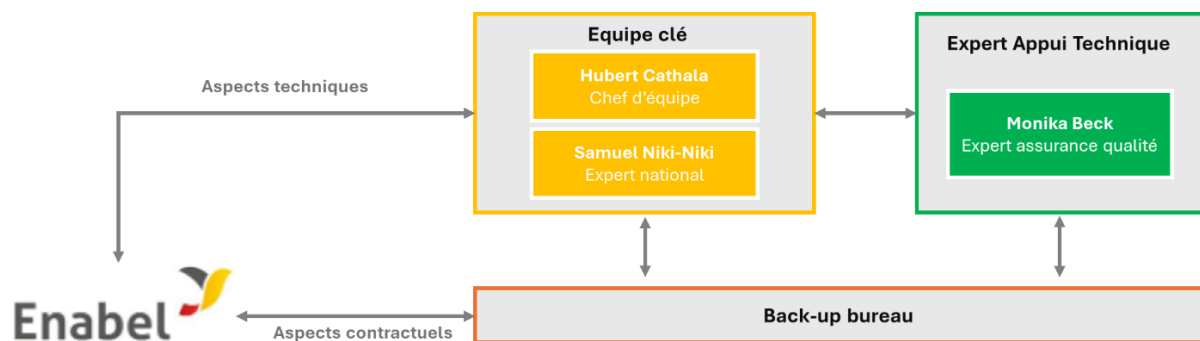 Equipe clé
Hubert Cathala
Chef d’équipe
Samuel Niki-Niki
Expert national
Expert Appui Technique
Monika Beck
Expert assurance qualité
Aspects techniques
Enabel
Aspects contractuels
Back-up bureau